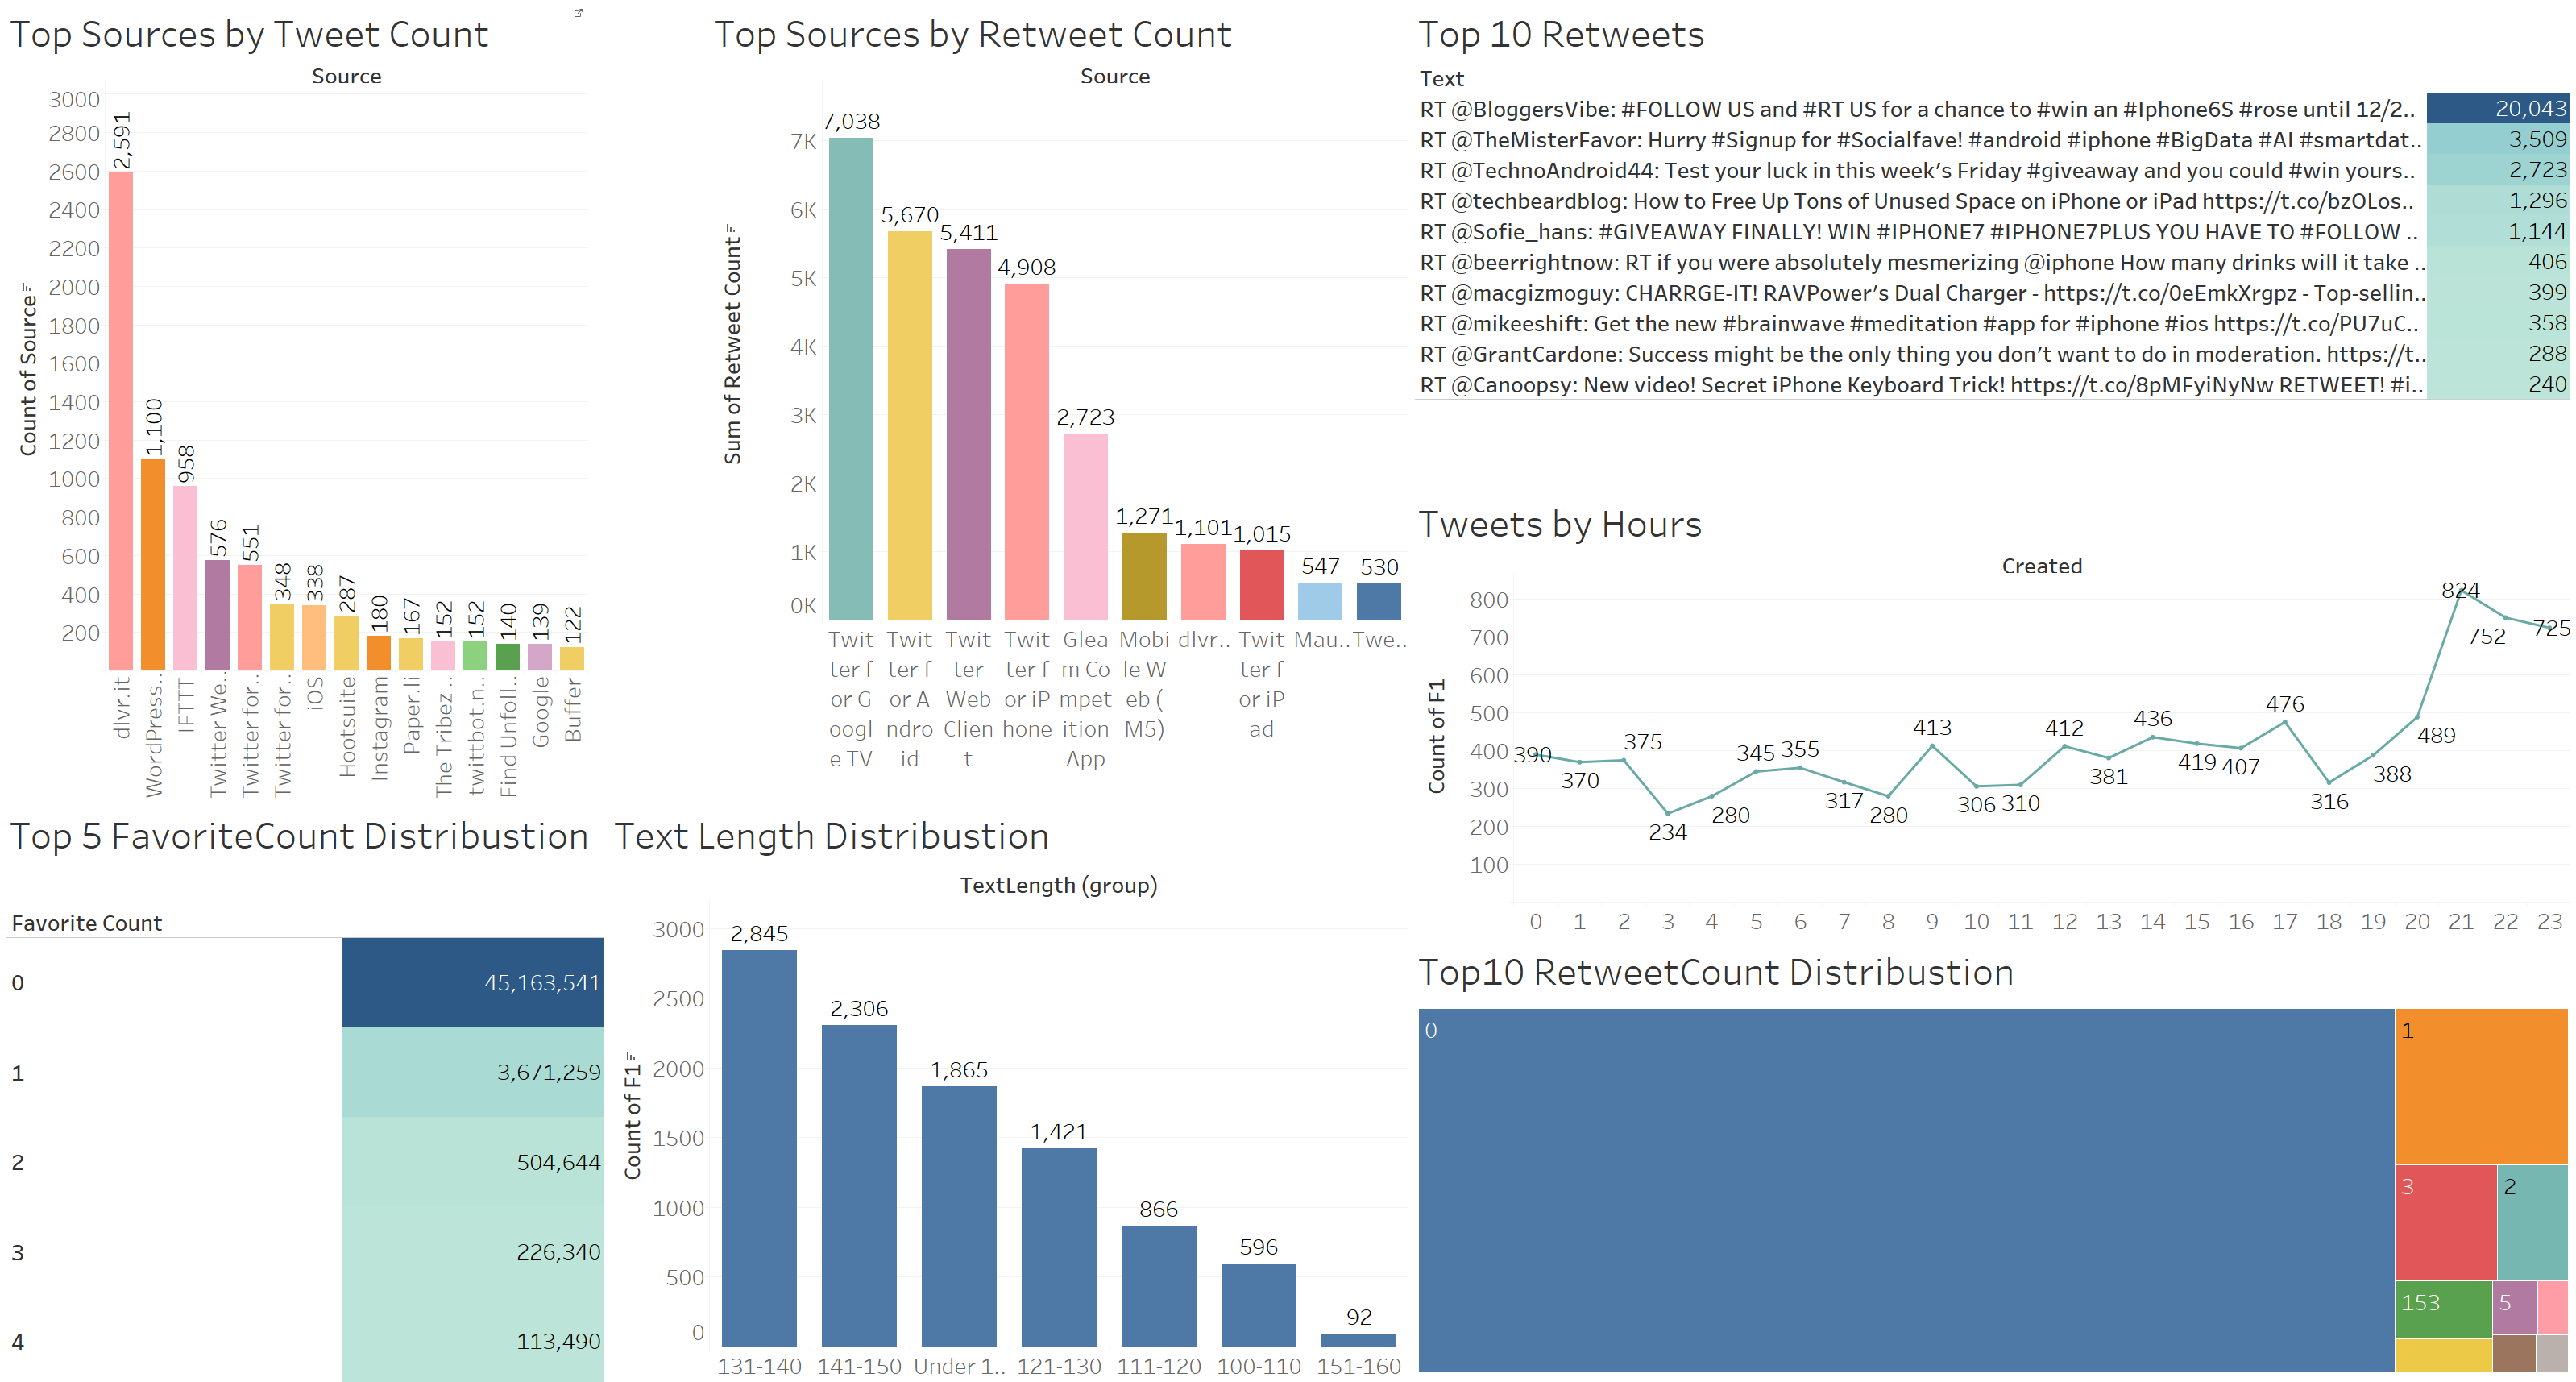 Top Sources by Tweet Count
Source
Count of Source
3000
2800
2600
2400
2200
2000
1800
1600
1400
1200
1000
800
600
400
200
2,591
1,100
958
576
551
348
338
287
180
167
152
152
140
139
122
dlvr.it
WordPress..
IFTTT
Twitter We..
Twitter for..
Twitter for..
iOS
Hootsuite
Instagram
Paper.li
The Tribez ..
twittbot.n..
Find Unfoll..
Google
Buffer
Top Sources by Retweet Count
Source
Sum of Retweet Count
7K
6K
5K
4K
3K
2K
1K
0K
7,038
5,670
5,411
4,908
2,723
1,271
1,101
1,015
547
530
Twit
ter f
or G
oogl
e TV
Twit
ter f
or A
ndro
id
Twit
ter
Web
Clien
t
Twit
ter f
or iP
hone
Glea
m Co
mpet
ition
App
Mobi
le W
eb (
M5)
dlvr..
Twit
ter f
or iP
ad
Mau..
Twe..
Top 10 Retweets
Text
RT @BloggersVibe: #FOLLOW US and #RT US for a chance to #win an #Iphone6S #rose until 12/2.. 20,043
RT @TheMisterFavor: Hurry #Signup for #Socialfave! #android #iphone #BigData #AI #smartdat.. 3,509
RT @TechnoAndroid44: Test your luck in this week’s Friday #giveaway and you could #win yours.. 2,723
RT @techbeardblog: How to Free Up Tons of Unused Space on iPhone or iPad https://t.co/bzOLos.. 1,296
RT @Sofie_hans: #GIVEAWAY FINALLY! WIN #IPHONE7 #IPHONE7PLUS YOU HAVE TO #FOLLOW .. 1,144
RT @beerrightnow: RT if you were absolutely mesmerizing @iphone How many drinks will it take .. 406
RT @macgizmoguy: CHARRGE-IT! RAVPower’s Dual Charger - https://t.co/0eEmkXrgpz - Top-sellin.. 399
RT @mikeeshift: Get the new #brainwave #meditation #app for #iphone #ios https://t.co/PU7uC.. 358
RT @GrantCardone: Success might be the only thing you don’t want to do in moderation. https://t.. 288
RT @Canoopsy: New video! Secret iPhone Keyboard Trick! https://t.co/8pMFyiNyNw RETWEET! #i.. 240
Tweets by Hours
Created
Count of F1
800
700
600
500
400
300
200
100
390
370
375
234
280
345
355
317
280
413
306
310
412
381
436
419
407
476
316
388
489
824
752
725
0 1 2 3 4 5 6 7 8 9 10 11 12 13 14 15 16 17 18 19 20 21 22 23
Top 5 FavoriteCount Distribustion
Favorite Count
0 45,163,541
1 3,671,259
2 504,644
3 226,340
4 113,490
Text Length Distribustion
TextLength (group)
Count of F1
3000
2500
2000
1500
1000
500
0
2,845
2,306
1,865
1,421
866
596
92
131-140 141-150 Under 1.. 121-130 111-120 100-110 151-160
Top10 RetweetCount Distribustion
0
1
3
2
153
5